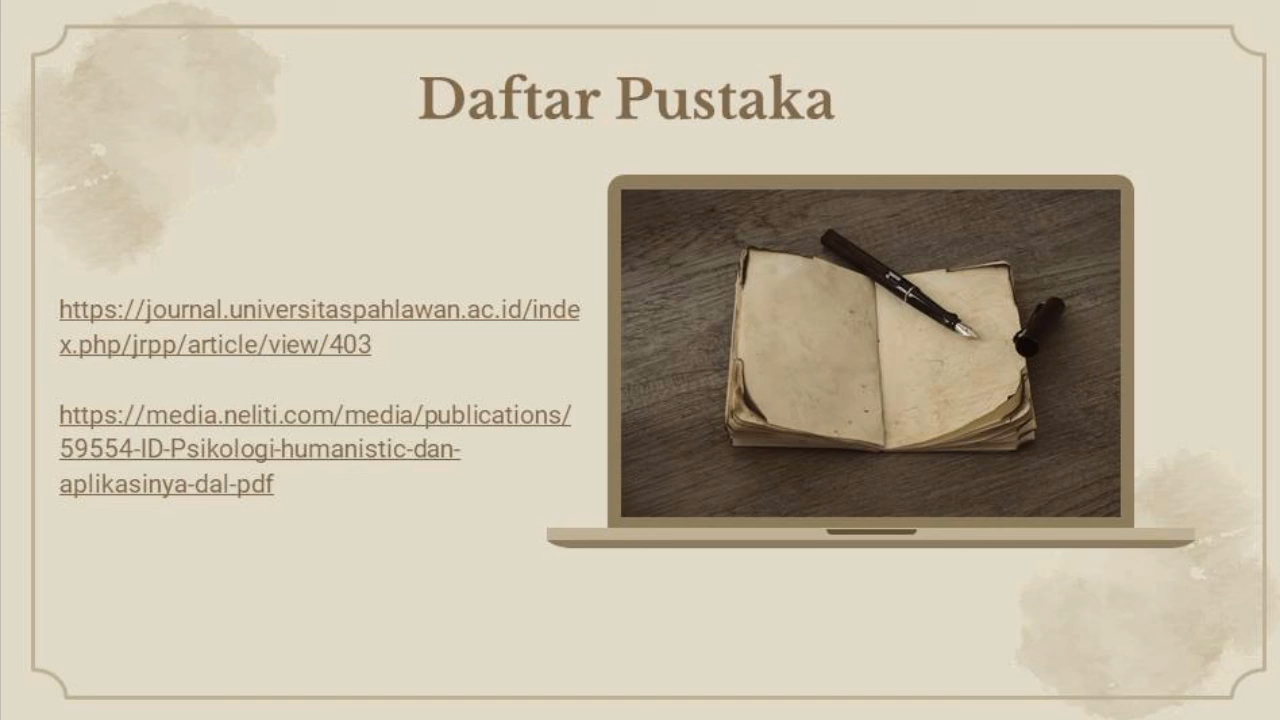 Daftar Pustaka
https://journal.universitaspahlawan.ac.id/inde
x.php/jrpp/article/view/403
https://media.neliti.com/media/publications/
59554-ID-Psikologi-humanistic-dan-
aplikasinya-dal-pdf